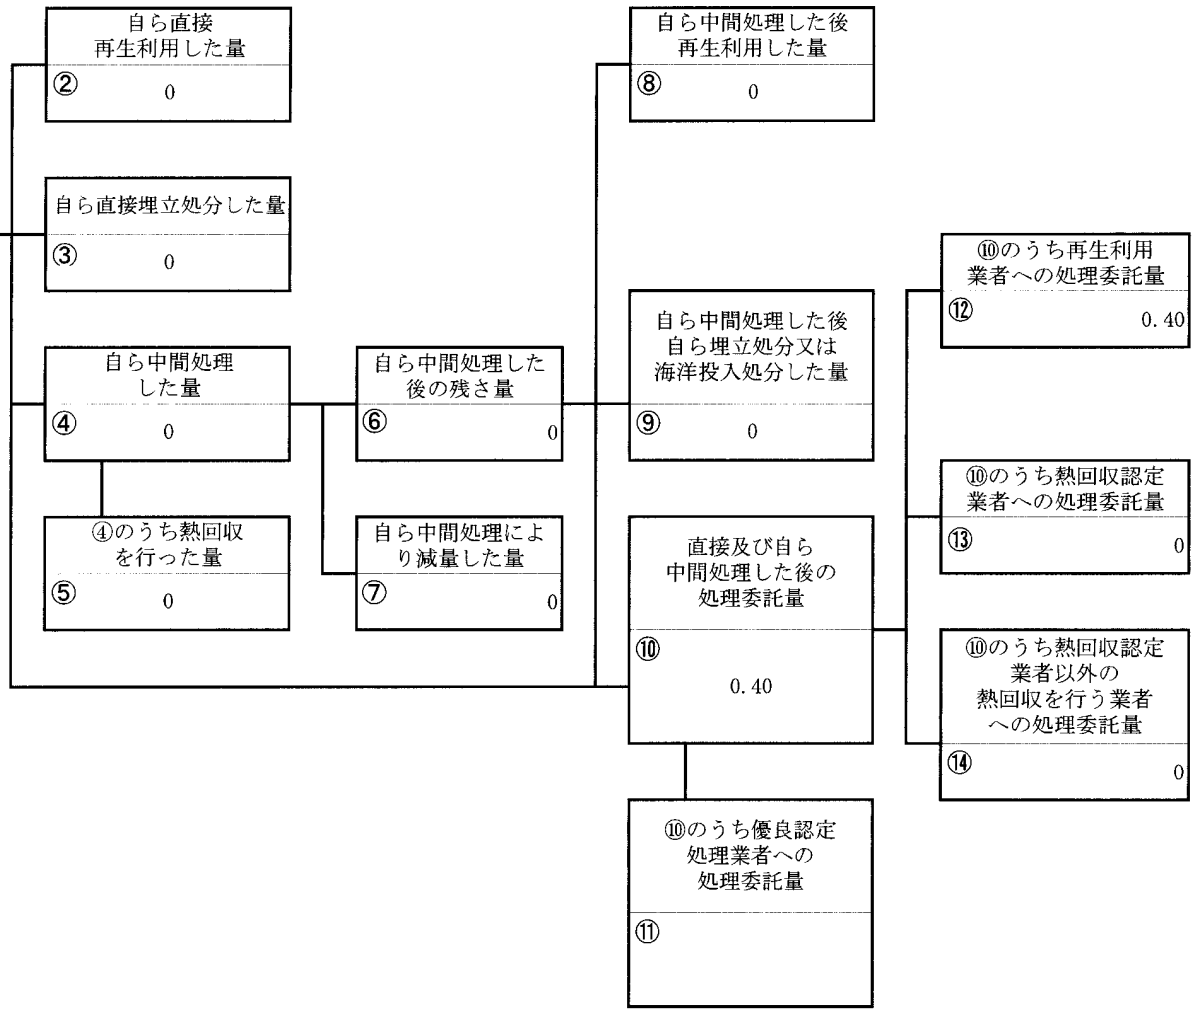 自ら直接
再生利用した量
②
0
自ら直接埋立処分した量
③
0
自ら中間処理
した量
④
0
④のうち熱回収
を行った量
⑤
0
自ら中間処理した
後の残さ量
⑥
0
自ら中間処理によ
り減量した量
⑦
0
自ら中間処理した後
再生利用した量
⑧
0
自ら中間処理した後
自ら埋立処分又は
海洋投入処分した量
⑨
0
直接及び自ら
中間処理した後の
処理委託量
⑩
0.40
⑩のうち優良認定
処理業者への
処理委託量
⑪
⑩のうち再生利用
業者への処理委託量
⑫
0.40
⑩のうち熱回収認定
業者への処理委託量
⑬
0
⑩のうち熱回収認定
業者以外の
熱回収を行う業者
への処理委託量
⑭
0